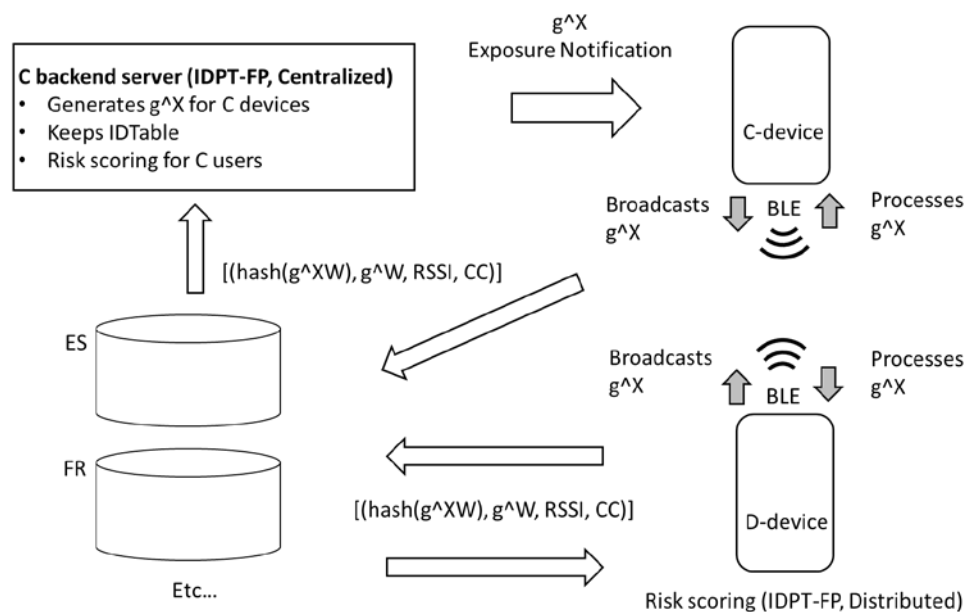 g^X
Exposure Notification
C backend server (IDPT-FP, Centralized)
• Generates g^X for C devices
• Keeps IDTable
• Risk scoring for C users
C-device
Broadcasts
g^X
BLE
Processes
g^X
[(hash(g^XW), g^W, RSSI, CC)]
ES
Broadcasts
g^X
BLE
Processes
g^X
FR
[(hash(g^XW), g^W, RSSI, CC)]
D-device
Etc...
Risk scoring (IDPT-FP, Distributed)